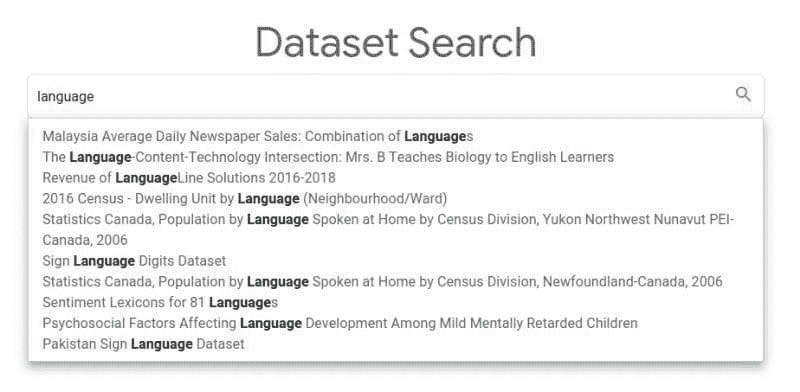 Dataset Search
language
Malaysia Average Daily Newspaper Sales: Combination of Languages
The Language-Content-Technology Intersection: Mrs. B Teaches Biology to English Learners
Revenue of LanguageLine Solutions 2016-2018
2016 Census - Dwelling Unit by Language (Neighbourhood/Ward)
Statistics Canada, Population by Language Spoken at Home by Census Division, Yukon Northwest Nunavut PEI-
Canada, 2006
Sign Language Digits Dataset
Statistics Canada, Population by Language Spoken at Home by Census Division, Newfoundland-Canada, 2006
Sentiment Lexicons for 81 Languages
Psychosocial Factors Affecting Language Development Among Mild Mentally Retarded Children
Pakistan Sign Language Dataset